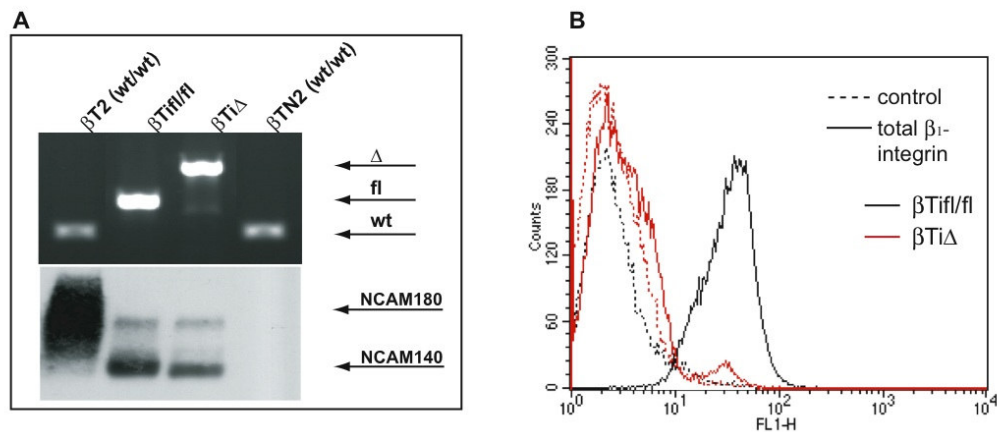 A
βT2 (wt/wt)
βTifl/fl
βTiΔ
βTN2 (wt/wt)
Δ
fl
wt
NCAM180
NCAM140
B
300
240
180
120
60
0
Counts
10⁰
10¹
10²
10³
10⁴
FL1-H
control
total β₁-
integrin
βTifl/fl
βTiΔ